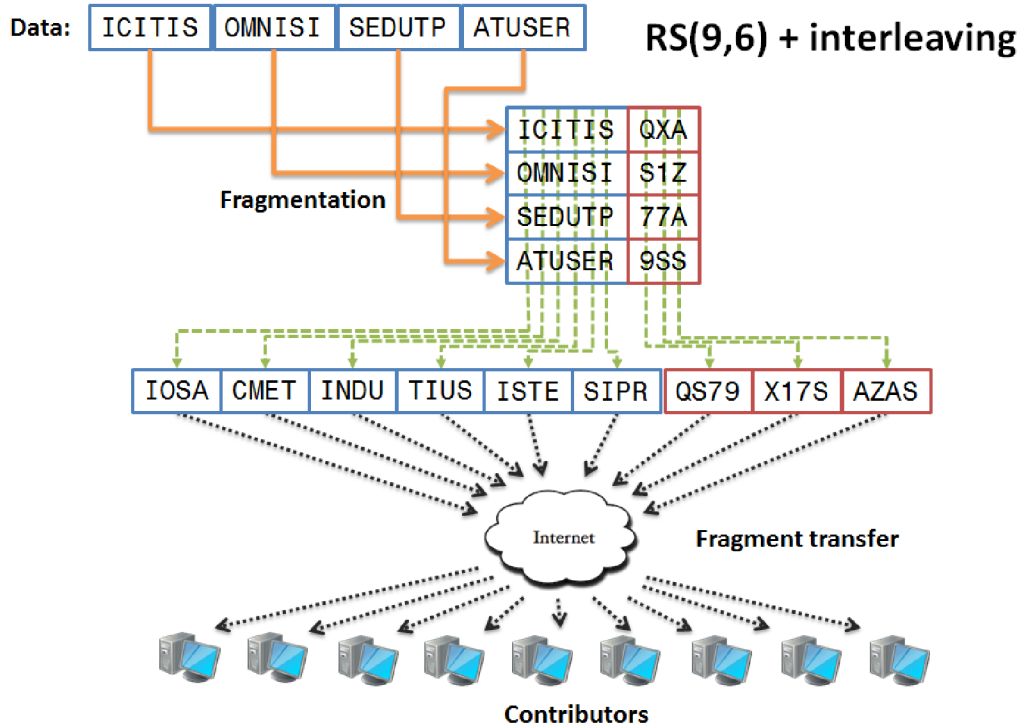 Data: ICITIS OMNISI SEDUTP ATUSER
RS(9,6) + interleaving
ICITIS QXA
OMNISI S1Z
Fragmentation
SEDUTP 77A
ATUSER 9SS
IOSA CMET INDU TIUS ISTE SIPR QS79 X17S AZAS
Internet
Fragment transfer
Contributors